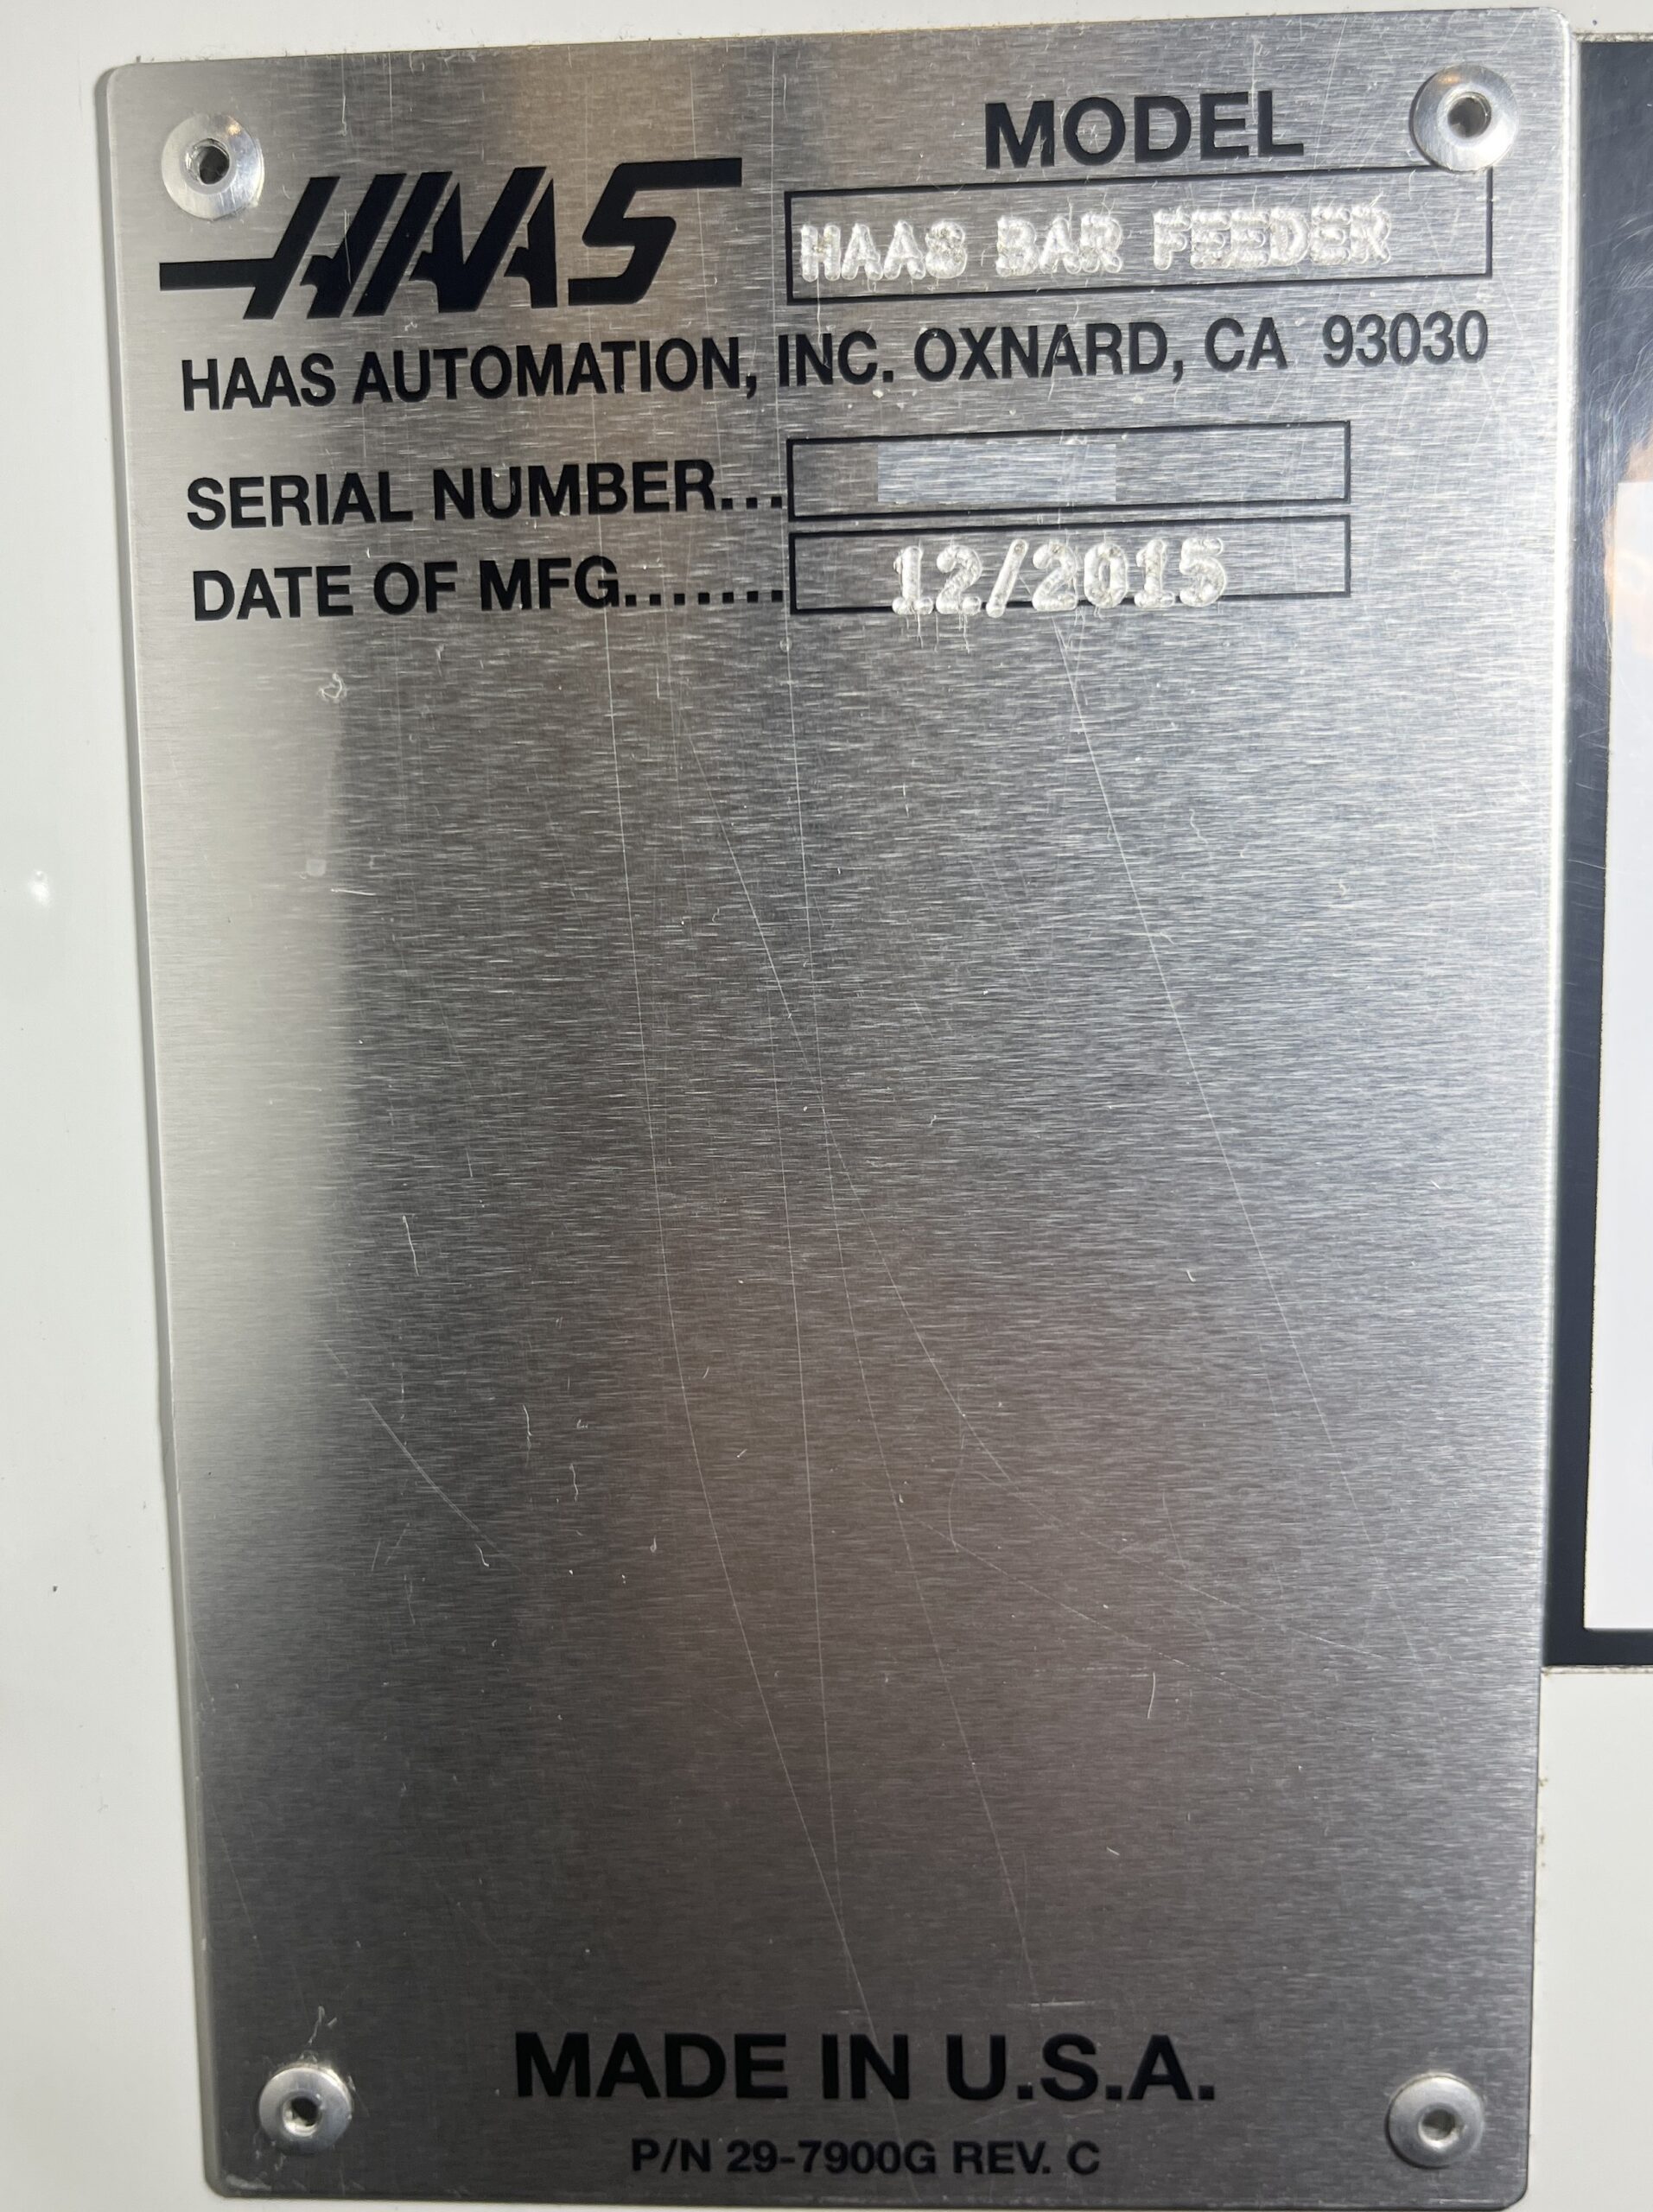 MODEL
HAAS
HAAS BAR FEEDER
HAAS AUTOMATION, INC. OXNARD, CA 93030
SERIAL NUMBER...
DATE OF MFG....... 12/2015
MADE IN U.S.A.
P/N 29-7900G REV. C